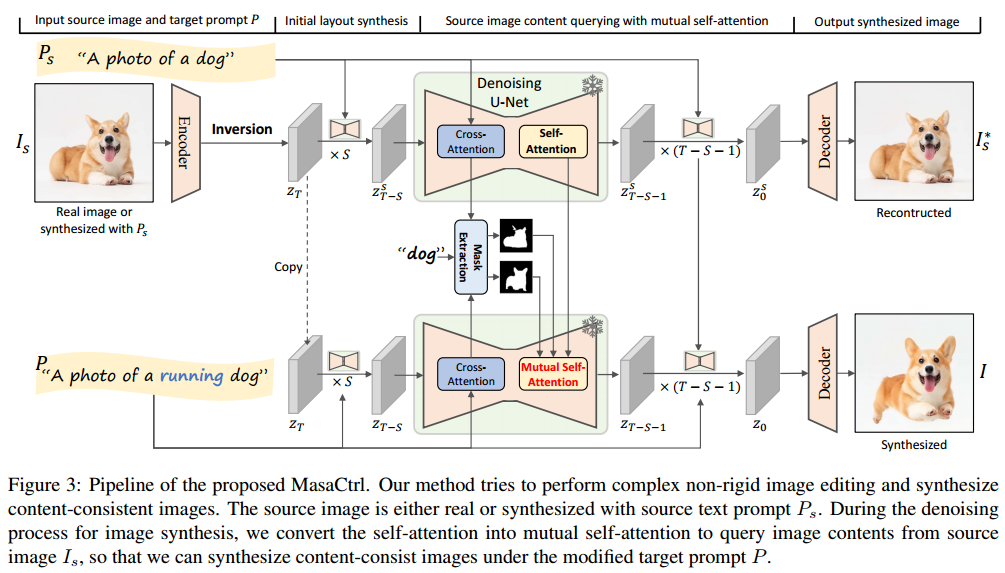 Input source image and target prompt P
Initial layout synthesis
Source image content querying with mutual self-attention
Output synthesized image
P_s "A photo of a dog"
I_s
Encoder
Real image or
synthesized with P_s
Inversion
z_T
× S
z^s_{T−S}
Denoising
U-Net
Cross-
Attention
Self-
Attention
z^s_{T−S−1}
× (T − S − 1)
z^s_0
Decoder
I^*_s
Recontructed
Copy
"dog"
Mask
Extraction
P
"A photo of a running dog"
z_T
× S
z_{T−S}
Cross-
Attention
Mutual Self-
Attention
z_{T−S−1}
× (T − S − 1)
z_0
Decoder
I
Synthesized
Figure 3: Pipeline of the proposed MasaCtrl. Our method tries to perform complex non-rigid image editing and synthesize
content-consistent images. The source image is either real or synthesized with source text prompt P_s. During the denoising
process for image synthesis, we convert the self-attention into mutual self-attention to query image contents from source
image I_s, so that we can synthesize content-consist images under the modified target prompt P.